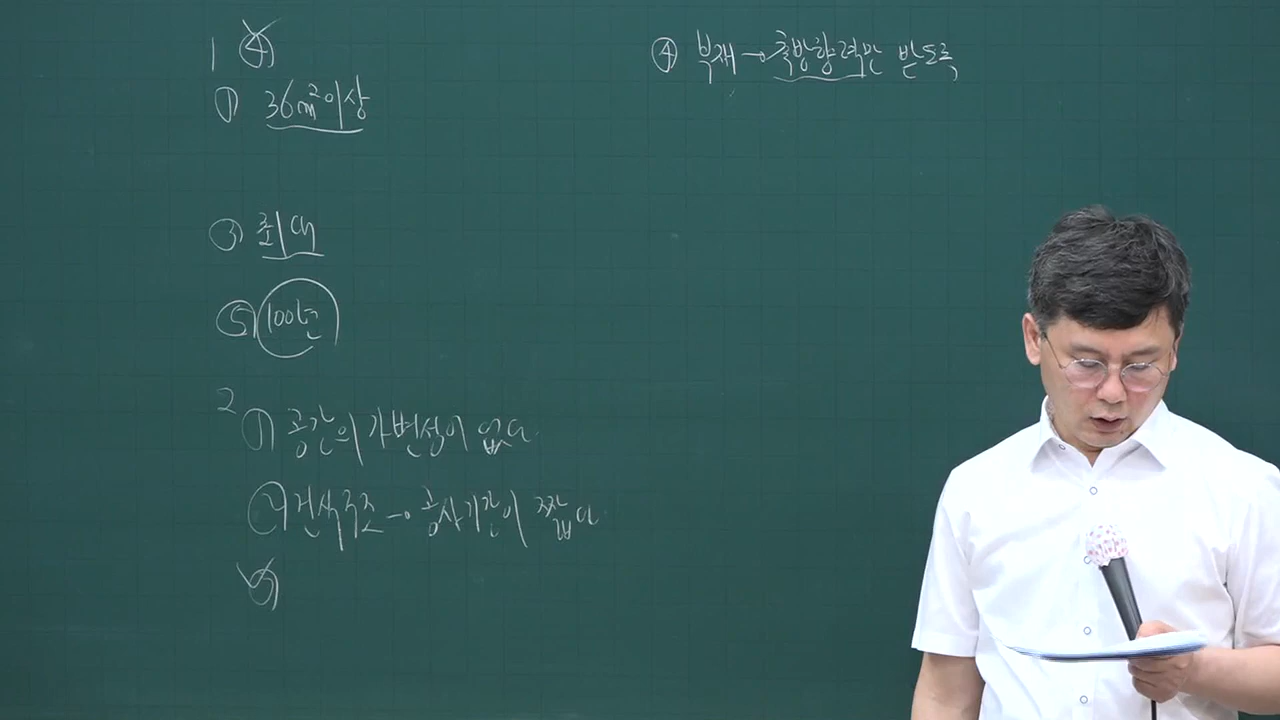 1 ④
① 36m²이상
③ 최대
⑤ 100년
2
① 공간의 가변성이 없다.
② 건식구조 → 공사기간이 짧다.
⑤
④ 부재 → 축방향력만 받도록